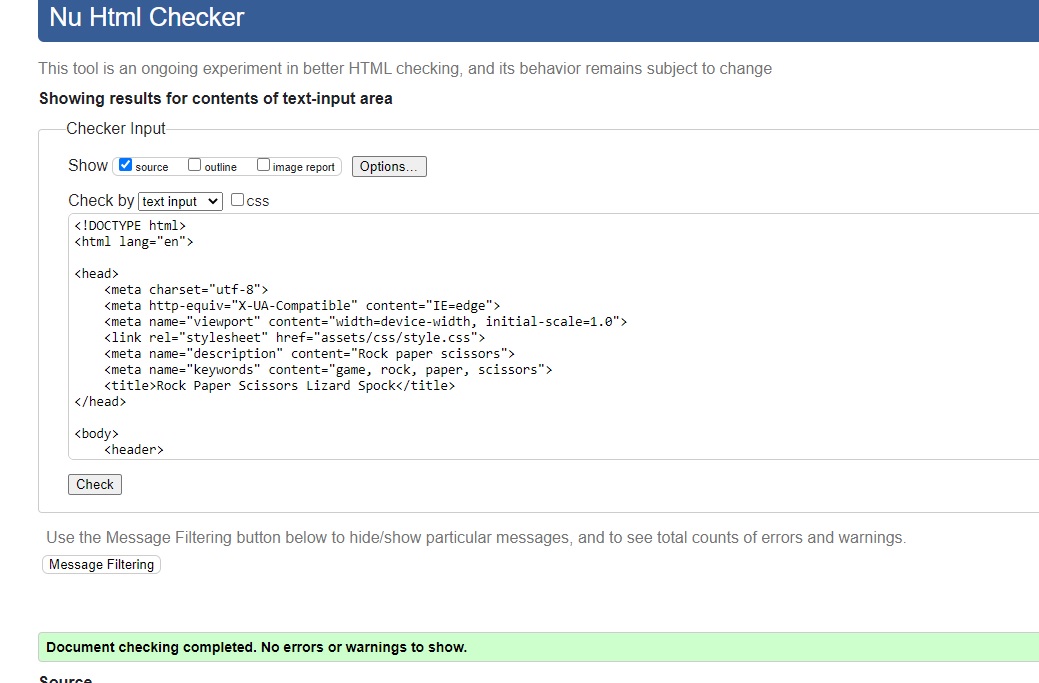 Nu Html Checker
This tool is an ongoing experiment in better HTML checking, and its behavior remains subject to change
Showing results for contents of text-input area
Checker Input
Show source outline image report Options...
Check by text input css
<!DOCTYPE html>
<html lang="en">
<head>
    <meta charset="utf-8">
    <meta http-equiv="X-UA-Compatible" content="IE=edge">
    <meta name="viewport" content="width=device-width, initial-scale=1.0">
    <link rel="stylesheet" href="assets/css/style.css">
    <meta name="description" content="Rock paper scissors">
    <meta name="keywords" content="game, rock, paper, scissors">
    <title>Rock Paper Scissors Lizard Spock</title>
</head>
<body>
    <header>
Check
Use the Message Filtering button below to hide/show particular messages, and to see total counts of errors and warnings.
Message Filtering
Document checking completed. No errors or warnings to show.
Source